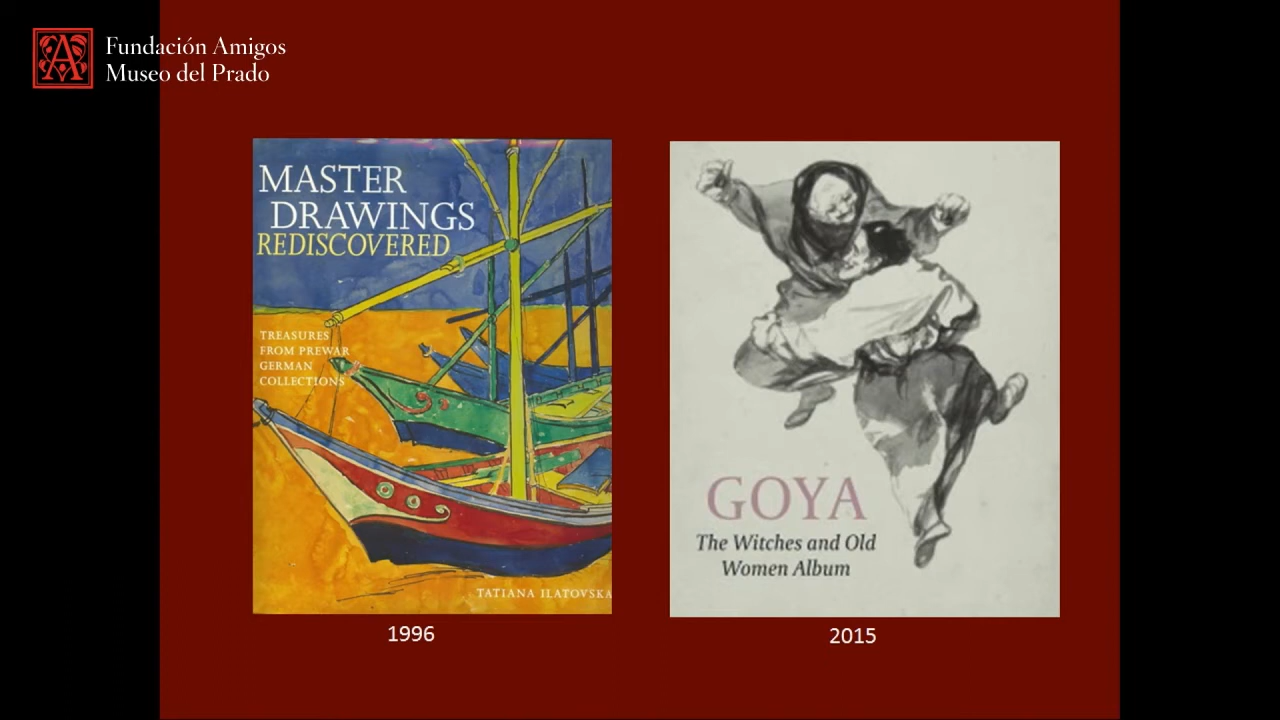 Fundación Amigos
Museo del Prado
MASTER
DRAWINGS
REDISCOVERED
TREASURES
FROM PREWAR
GERMAN
COLLECTIONS
TATIANA ILATOVSKA
1996
GOYA
The Witches and Old
Women Album
2015